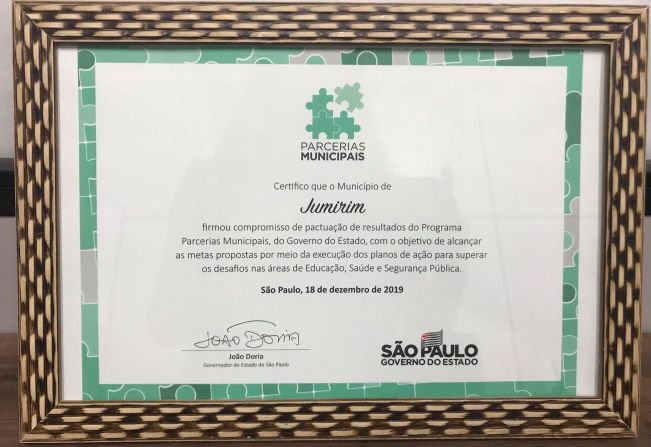 PARCERIAS
MUNICIPAIS
Certifico que o Município de
Jumirim
firmou compromisso de pactuação de resultados do Programa
Parcerias Municipais, do Governo do Estado, com o objetivo de alcançar
as metas propostas por meio da execução dos planos de ação para superar
os desafios nas áreas de Educação, Saúde e Segurança Pública.
São Paulo, 18 de dezembro de 2019
João Doria
João Doria
Governador do Estado de São Paulo
SÃO PAULO
GOVERNO DO ESTADO